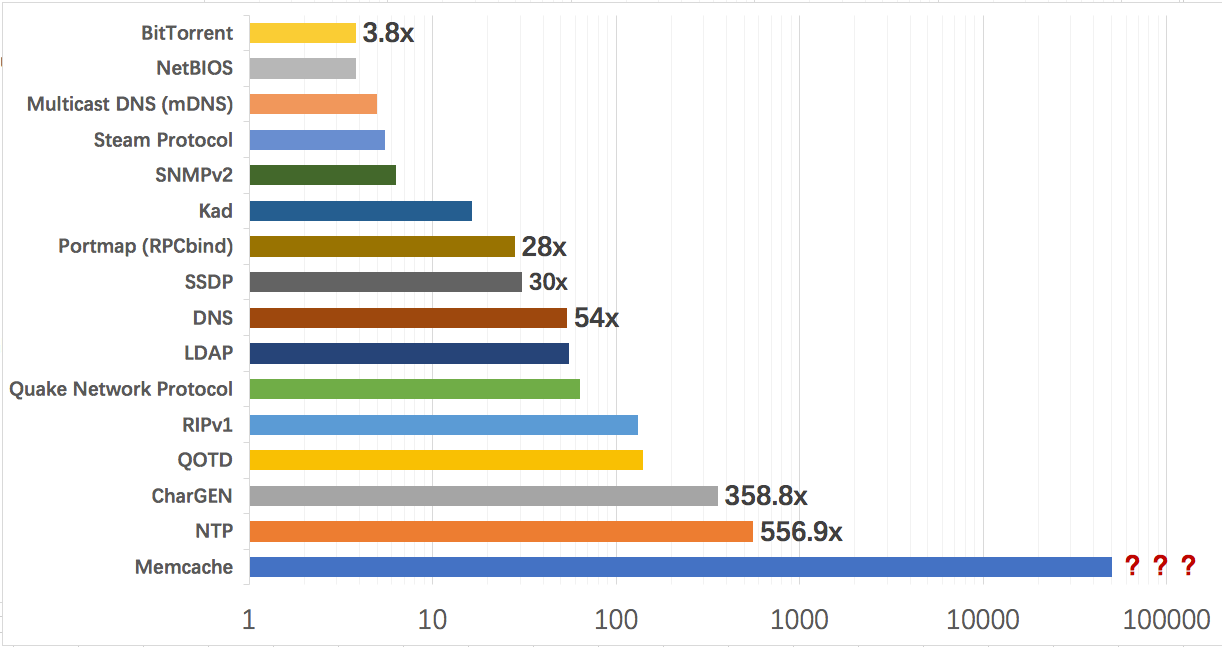 BitTorrent 3.8x
NetBIOS
Multicast DNS (mDNS)
Steam Protocol
SNMPv2
Kad
Portmap (RPCbind) 28x
SSDP 30x
DNS 54x
LDAP
Quake Network Protocol
RIPv1
QOTD
CharGEN 358.8x
NTP 556.9x
Memcache ? ? ?
1 10 100 1000 10000 100000